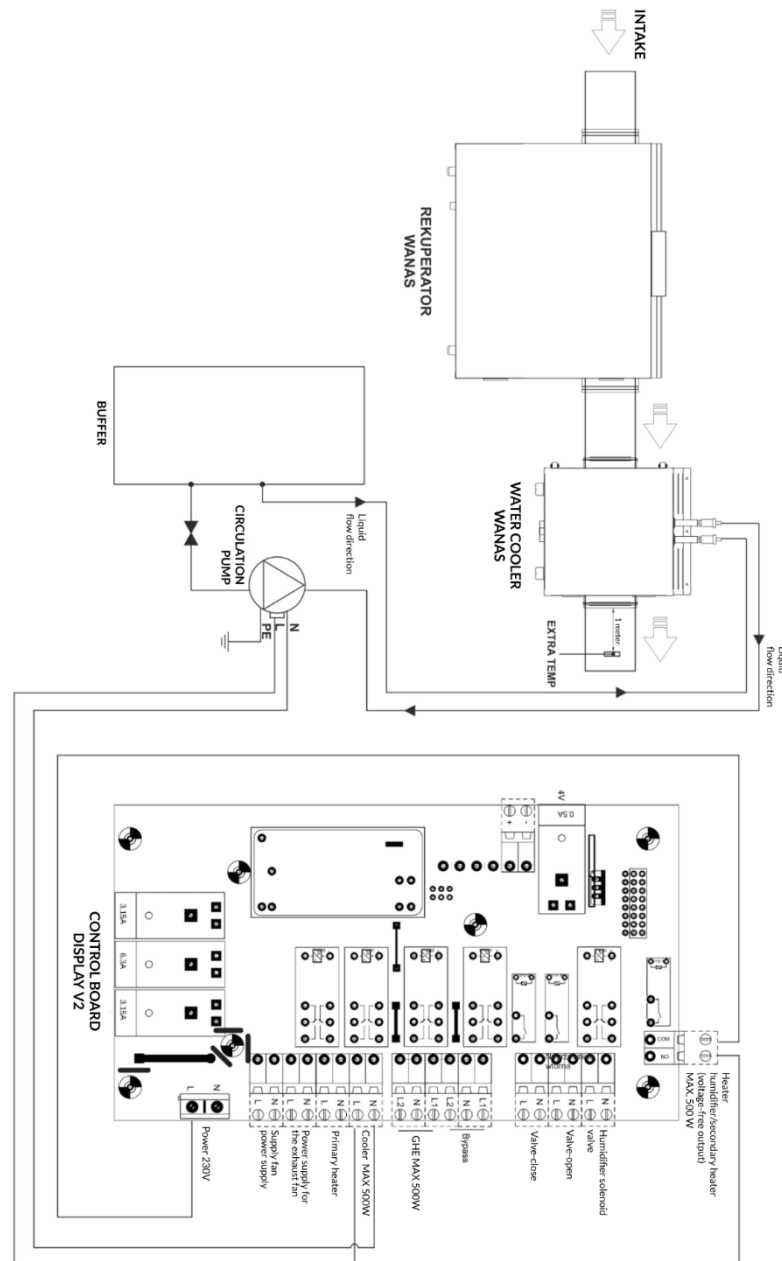 INTAKE
REKUPERATOR
WANAS
BUFFER
Liquid
flow direction
WATER COOLER
WANAS
CIRCULATION
PUMP
N
L
PE
1 meter
EXTRA TEMP
flow direction
4V
0.5A
+
-
3.15A
6.3A
3.15A
CONTROL BOARD
DISPLAY V2
COM
NO
Heater
humidifier/secondary heater
(voltage-free output)
MAX. 500 W
L
N
L
N
L
N
L
N
L
N
L2
L1
L2
N
L1
L
N
L
N
L
N
Power 230V
Supply fan
power supply
Power supply for
the exhaust fan
Primary heater
Cooler MAX 500W
GHE MAX 500W
Bypass
Valve-close
Valve-open
Humidifier solenoid
valve